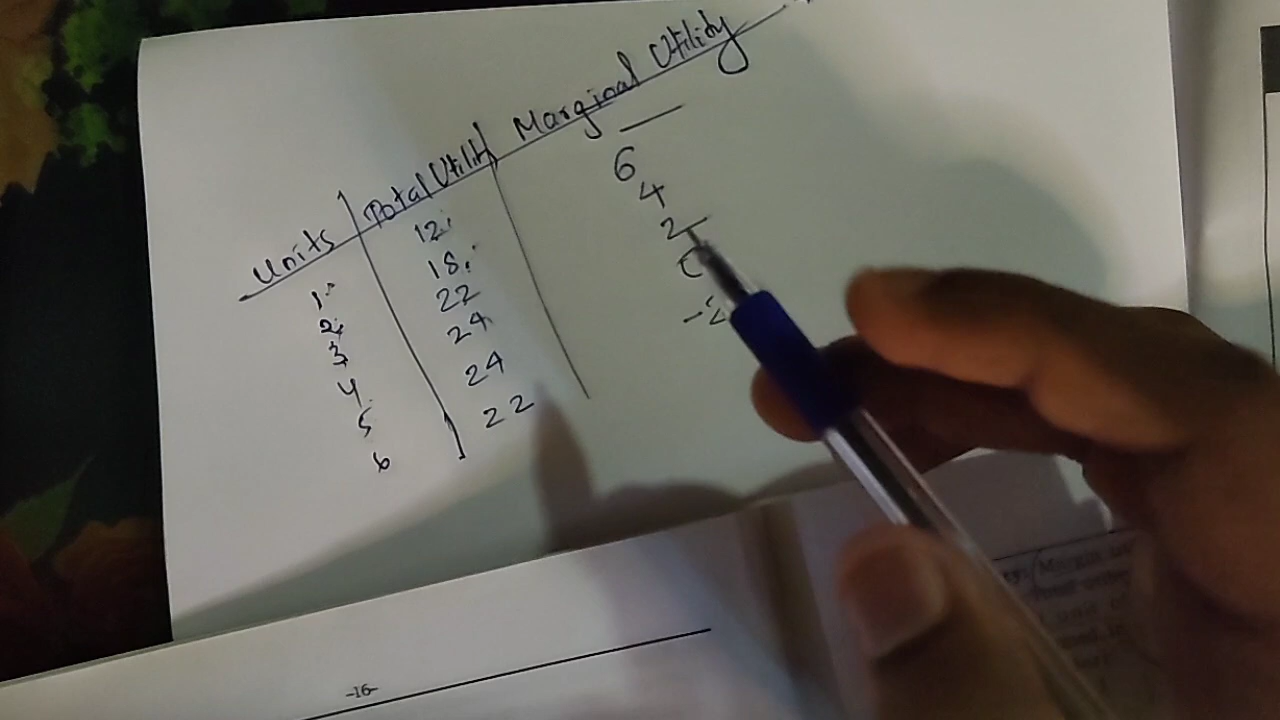 Units Total Utility Marginal Utility
1 12 —
2 18 6
3 22 4
4 24 2
5 24
6 22 -2
-16-